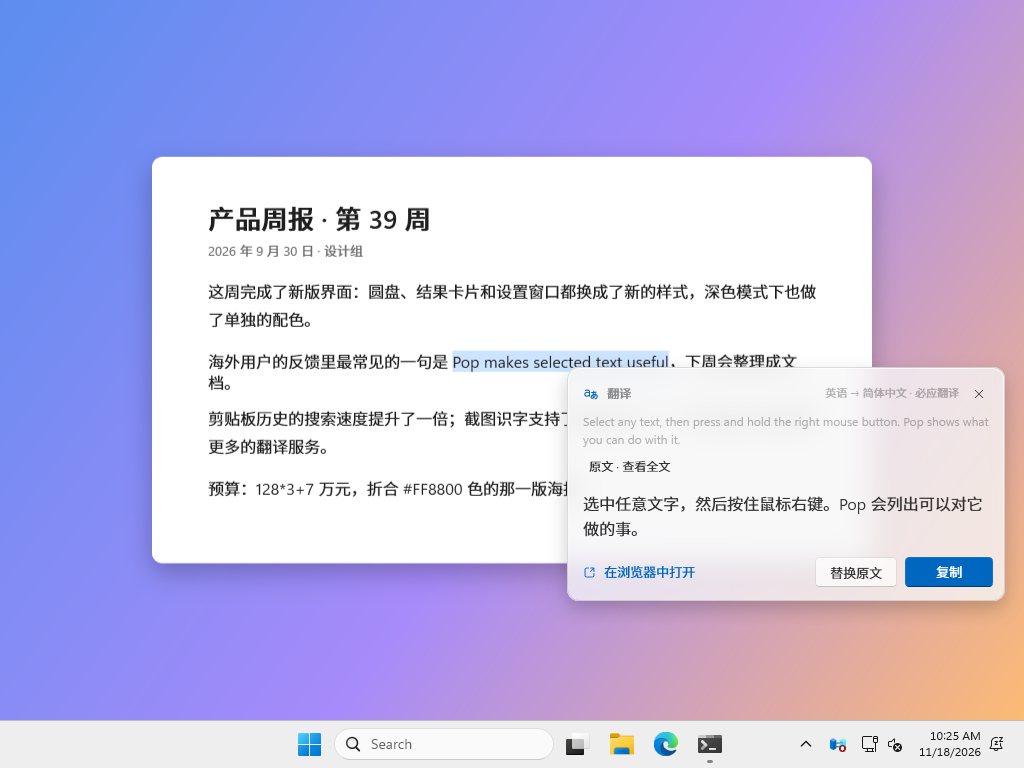 产品周报 · 第 39 周
2026 年 9 月 30 日 · 设计组
这周完成了新版界面：圆盘、结果卡片和设置窗口都换成了新的样式，深色模式下也做
了单独的配色。
海外用户的反馈里最常见的一句是 Pop makes selected text useful，下周会整理成文
档。
剪贴板历史的搜索速度提升了一倍；截图识字支持了
更多的翻译服务。
预算：128*3+7 万元，折合 #FF8800 色的那一版海报
翻译
英语 → 简体中文 · 必应翻译
Select any text, then press and hold the right mouse button. Pop shows what
you can do with it.
原文 · 查看全文
选中任意文字，然后按住鼠标右键。Pop 会列出可以对它
做的事。
在浏览器中打开
替换原文
复制
Search
10:25 AM
11/18/2026